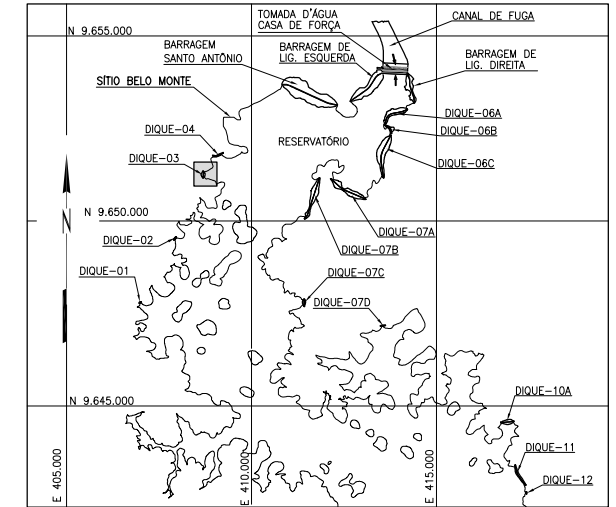 TOMADA D'ÁGUA
CASA DE FORÇA
CANAL DE FUGA
N 9.655.000
BARRAGEM
SANTO ANTÔNIO
BARRAGEM DE
LIG. ESQUERDA
BARRAGEM DE
LIG. DIREITA
SÍTIO BELO MONTE
DIQUE-06A
DIQUE-06B
DIQUE-04
RESERVATÓRIO
DIQUE-03
DIQUE-06C
N
N 9.650.000
DIQUE-07A
DIQUE-02
DIQUE-07B
DIQUE-01
DIQUE-07C
DIQUE-07D
N 9.645.000
DIQUE-10A
DIQUE-11
DIQUE-12
E 405.000
E 410.000
E 415.000